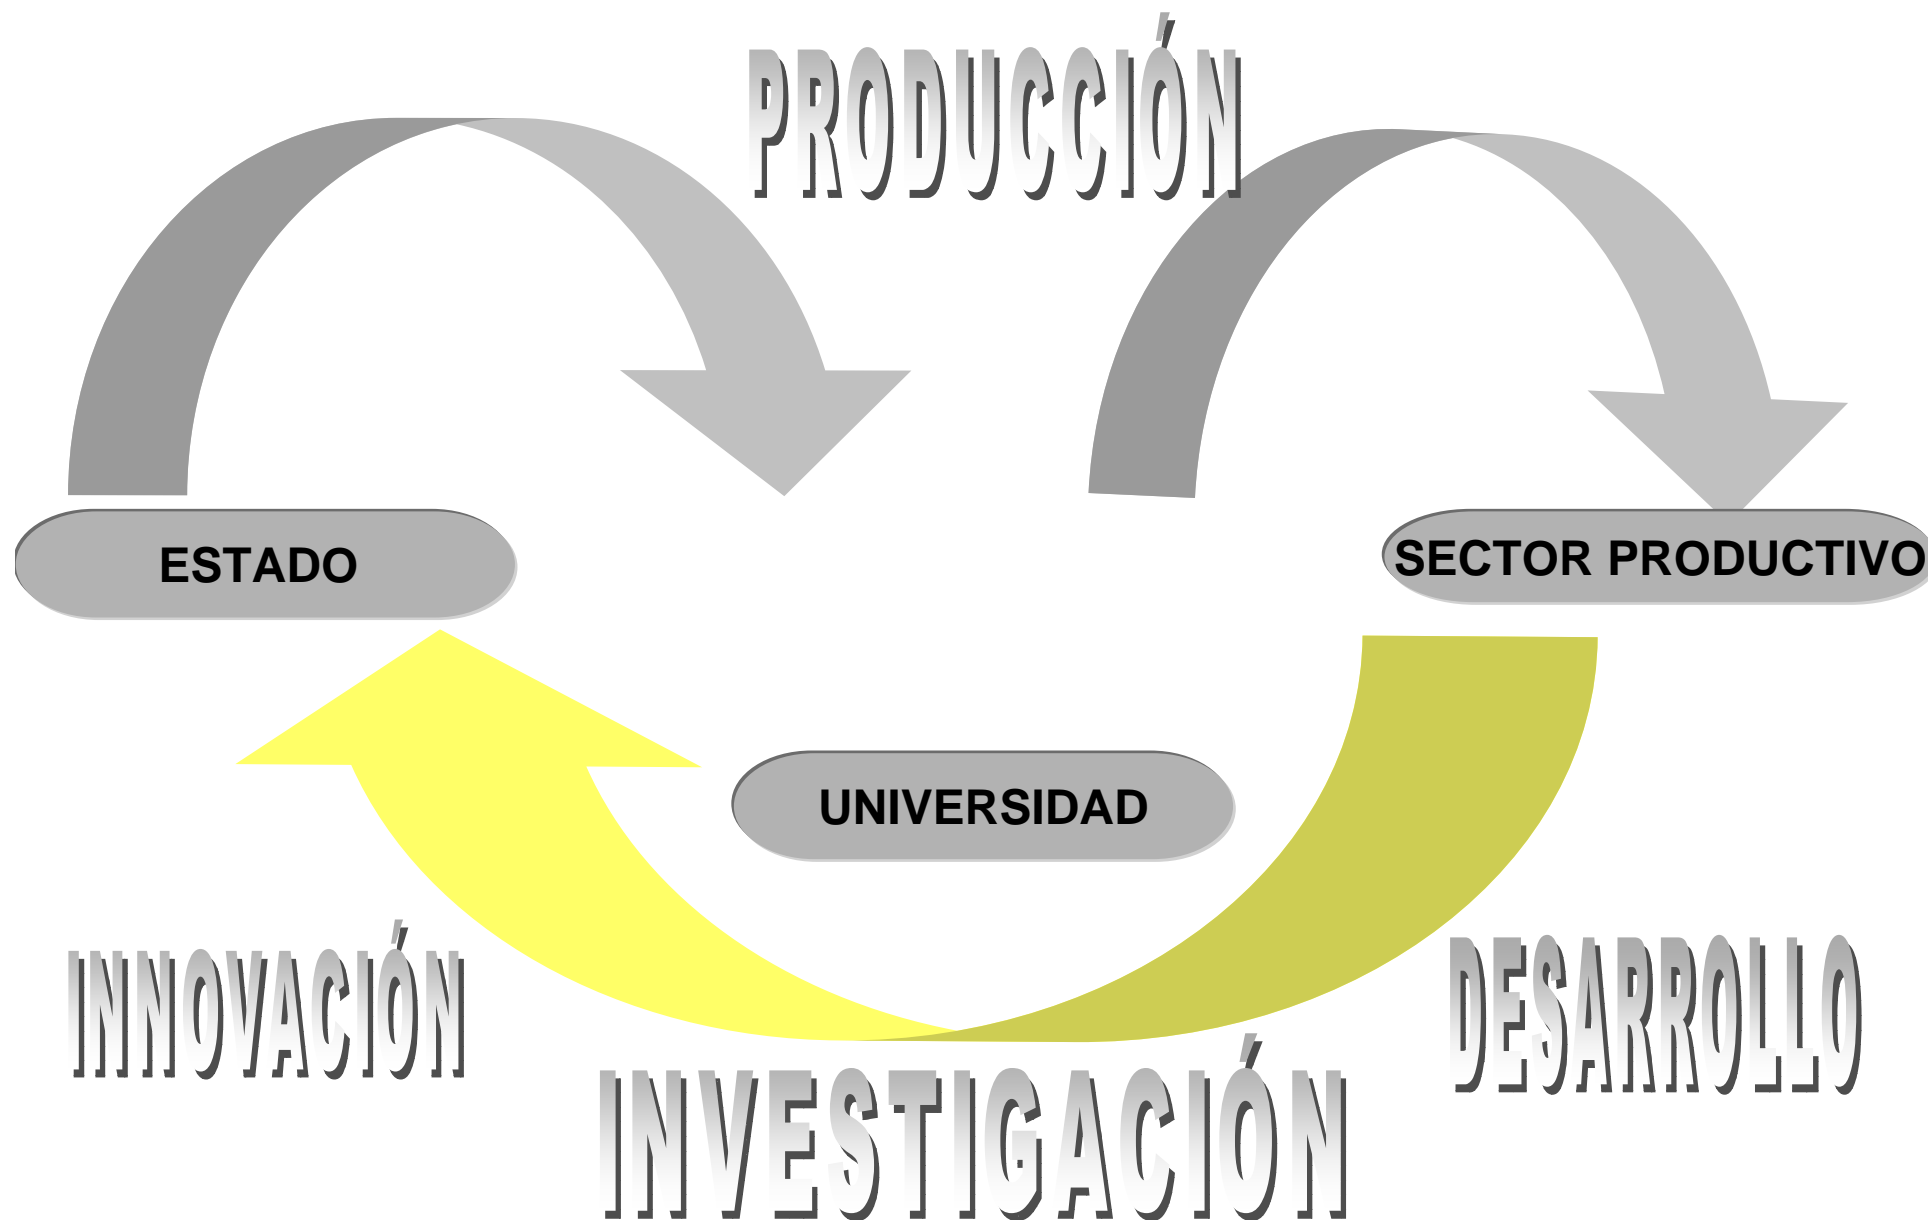 PRODUCCIÓN
ESTADO
SECTOR PRODUCTIVO
UNIVERSIDAD
INNOVACIÓN
DESARROLLO
INVESTIGACIÓN